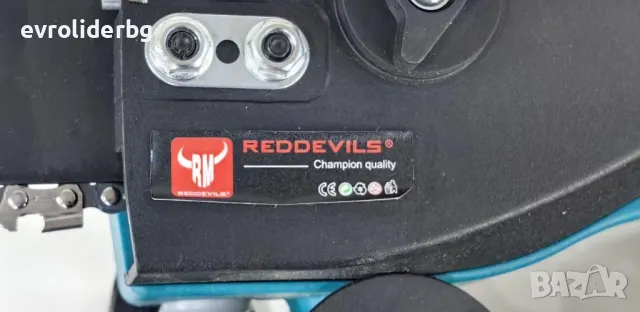 evroliderbg
REDDEVILS®
Champion quality
RM
REDDEVILS®
CE
BAZAR